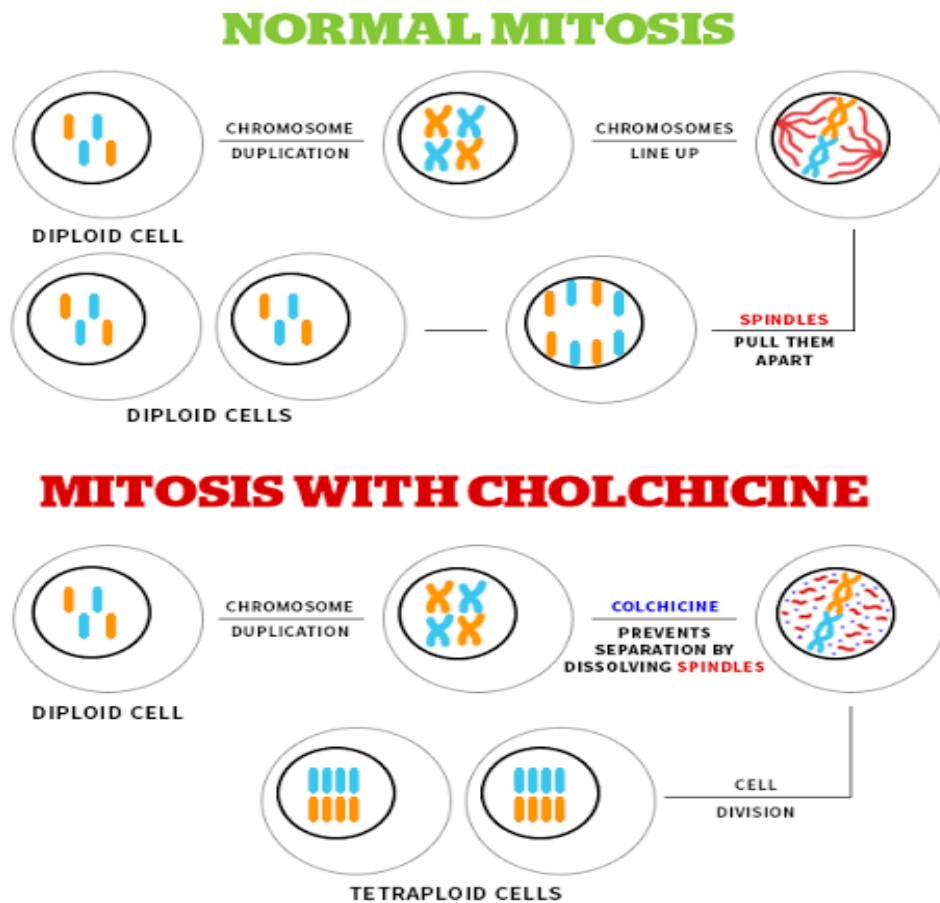 NORMAL MITOSIS
CHROMOSOME
DUPLICATION
CHROMOSOMES
LINE UP
DIPLOID CELL
SPINDLES
PULL THEM
APART
DIPLOID CELLS
MITOSIS WITH CHOLCHICINE
CHROMOSOME
DUPLICATION
COLCHICINE
PREVENTS
SEPARATION BY
DISSOLVING SPINDLES
DIPLOID CELL
CELL
DIVISION
TETRAPLOID CELLS